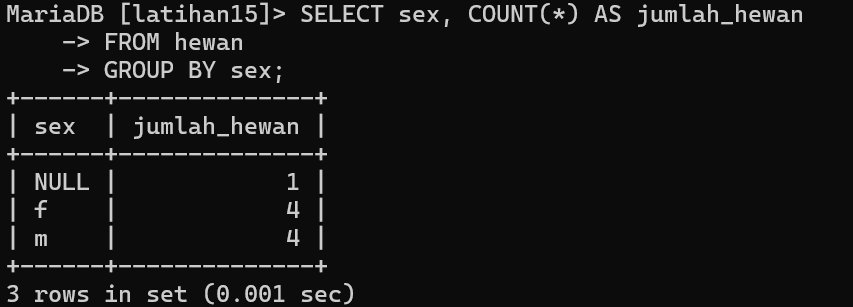 MariaDB [latihan15]> SELECT sex, COUNT(*) AS jumlah_hewan
    -> FROM hewan
    -> GROUP BY sex;
+------+--------------+
| sex  | jumlah_hewan |
+------+--------------+
| NULL |            1 |
| f    |            4 |
| m    |            4 |
+------+--------------+
3 rows in set (0.001 sec)